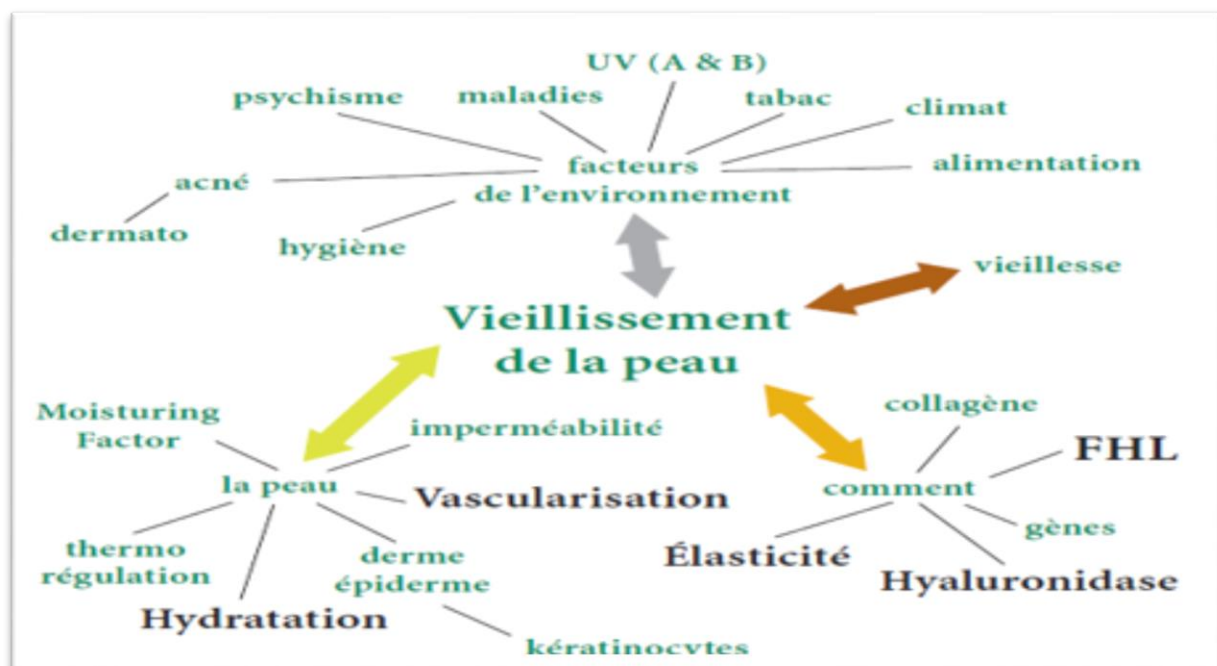 UV (A & B)
psychisme
maladies
tabac
climat
facteurs
de l'environnement
alimentation
acné
dermato
hygiène
vieillesse
Vieillissement
de la peau
Moisturing
Factor
imperméabilité
collagène
FHL
la peau
Vascularisation
comment
thermo
régulation
derme
épiderme
Élasticité
gènes
Hyaluronidase
Hydratation
kératinocytes